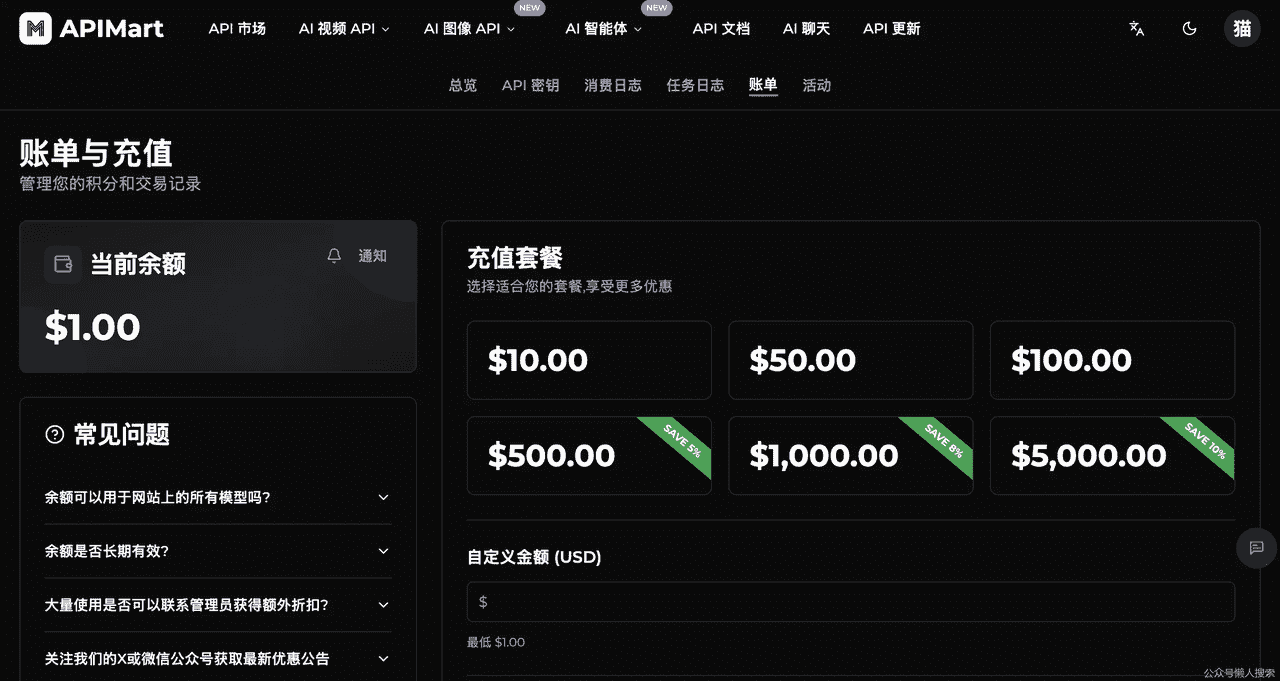 APIMart
API 市场
AI 视频 API
AI 图像 API
NEW
AI 智能体
NEW
API 文档
AI 聊天
API 更新
猫
总览
API 密钥
消费日志
任务日志
账单
活动
账单与充值
管理您的积分和交易记录
当前余额
通知
$1.00
常见问题
余额可以用于网站上的所有模型吗?
余额是否长期有效?
大量使用是否可以联系管理员获得额外折扣?
关注我们的X或微信公众号获取最新优惠公告
充值套餐
选择适合您的套餐,享受更多优惠
$10.00
$50.00
$100.00
$500.00
SAVE 5%
$1,000.00
SAVE 8%
$5,000.00
SAVE 10%
自定义金额 (USD)
$
最低 $1.00
公众号懒人搜索